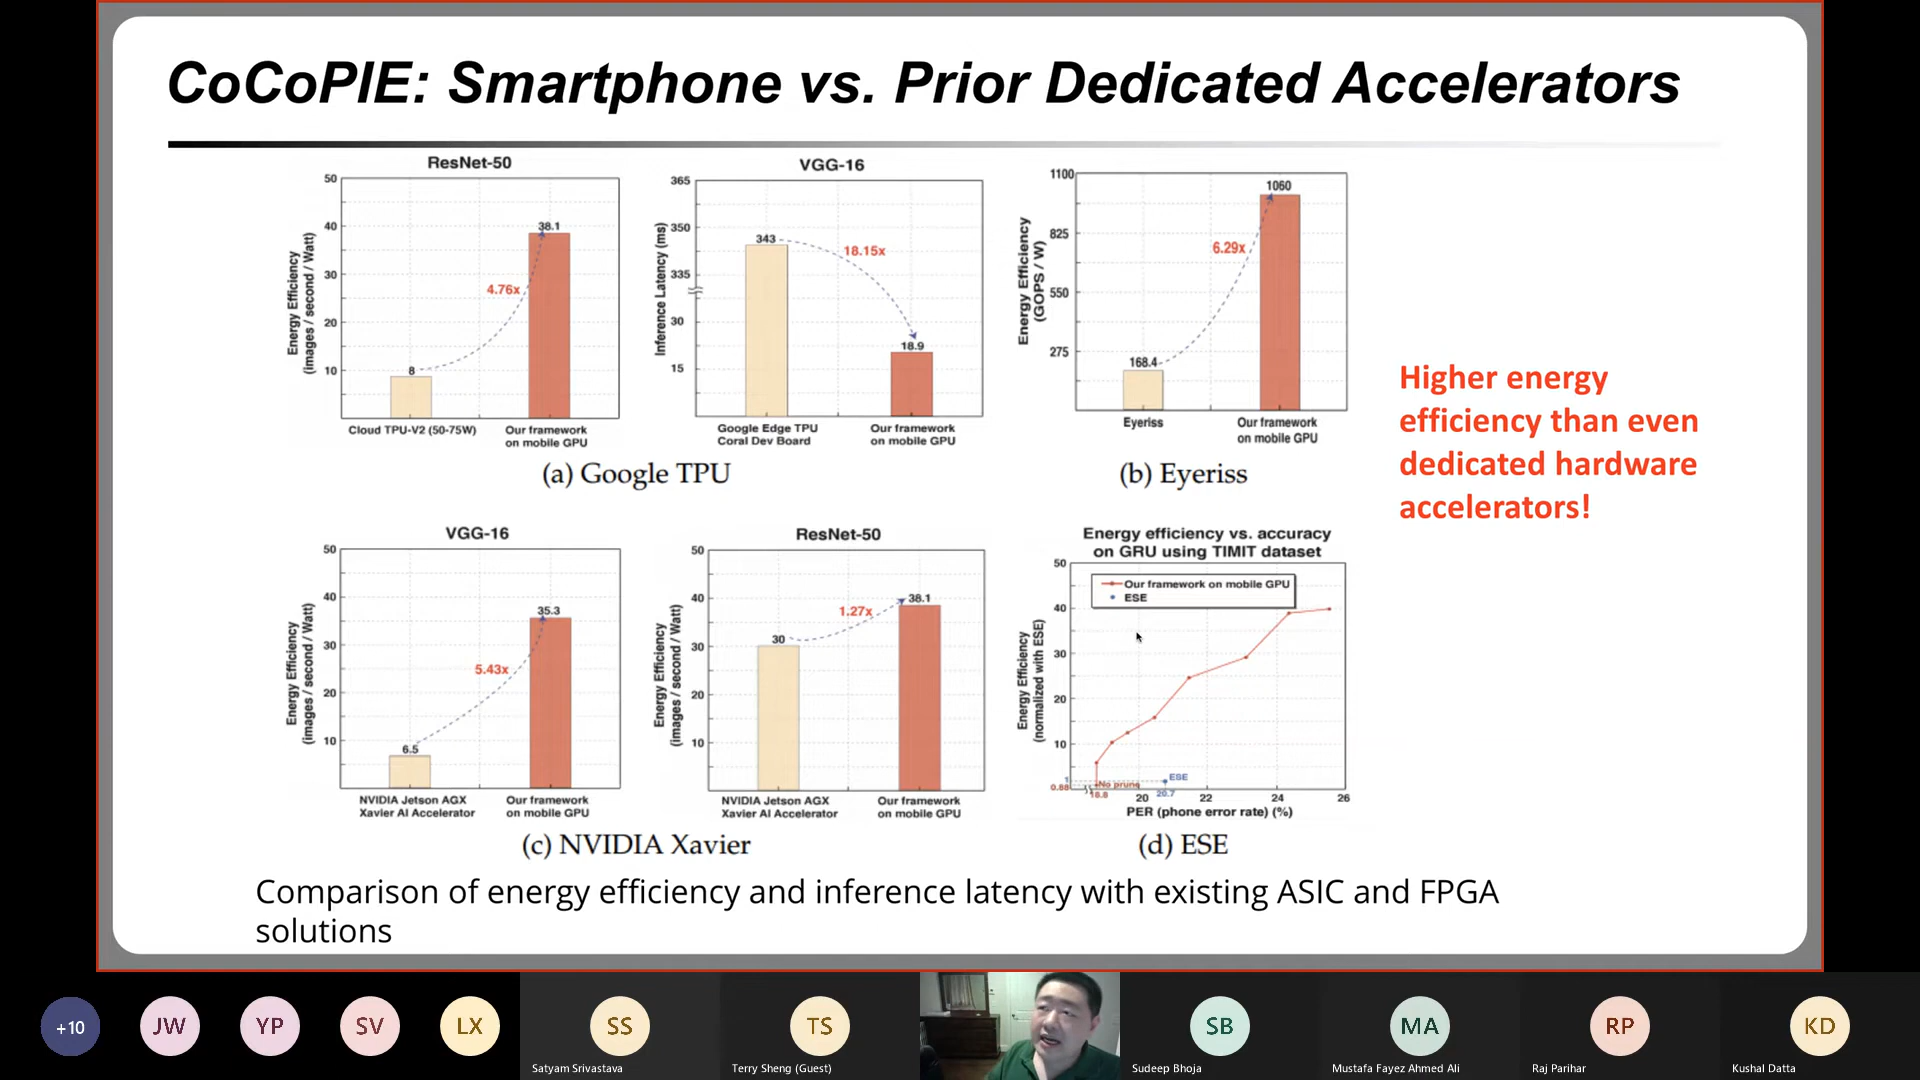 CoCoPIE: Smartphone vs. Prior Dedicated Accelerators
ResNet-50
50
40
30
20
10
Energy Efficiency
(images / second / Watt)
8
38.1
4.76x
Cloud TPU-V2 (50-75W)
Our framework
on mobile GPU
VGG-16
365
350
335
30
15
Inference Latency (ms)
343
18.15x
18.9
Google Edge TPU
Coral Dev Board
Our framework
on mobile GPU
(a) Google TPU
1100
825
550
275
Energy Efficiency
(GOPS / W)
168.4
6.29x
1060
Eyeriss
Our framework
on mobile GPU
(b) Eyeriss
Higher energy
efficiency than even
dedicated hardware
accelerators!
VGG-16
50
40
30
20
10
Energy Efficiency
(images / second / Watt)
6.5
5.43x
35.3
NVIDIA Jetson AGX
Xavier AI Accelerator
Our framework
on mobile GPU
ResNet-50
50
40
30
20
10
Energy Efficiency
(images / second / Watt)
30
1.27x
38.1
NVIDIA Jetson AGX
Xavier AI Accelerator
Our framework
on mobile GPU
(c) NVIDIA Xavier
Energy efficiency vs. accuracy
on GRU using TIMIT dataset
50
40
30
20
10
1
0.88
Energy Efficiency
(normalized with ESE)
Our framework on mobile GPU
ESE
ESE
No prune
18.8
20
20.7
22
24
26
PER (phone error rate) (%)
(d) ESE
Comparison of energy efficiency and inference latency with existing ASIC and FPGA
solutions
+10
JW
YP
SV
LX
SS
Satyam Srivastava
TS
Terry Sheng (Guest)
SB
Sudeep Bhoja
MA
Mustafa Fayez Ahmed Ali
RP
Raj Parihar
KD
Kushal Datta